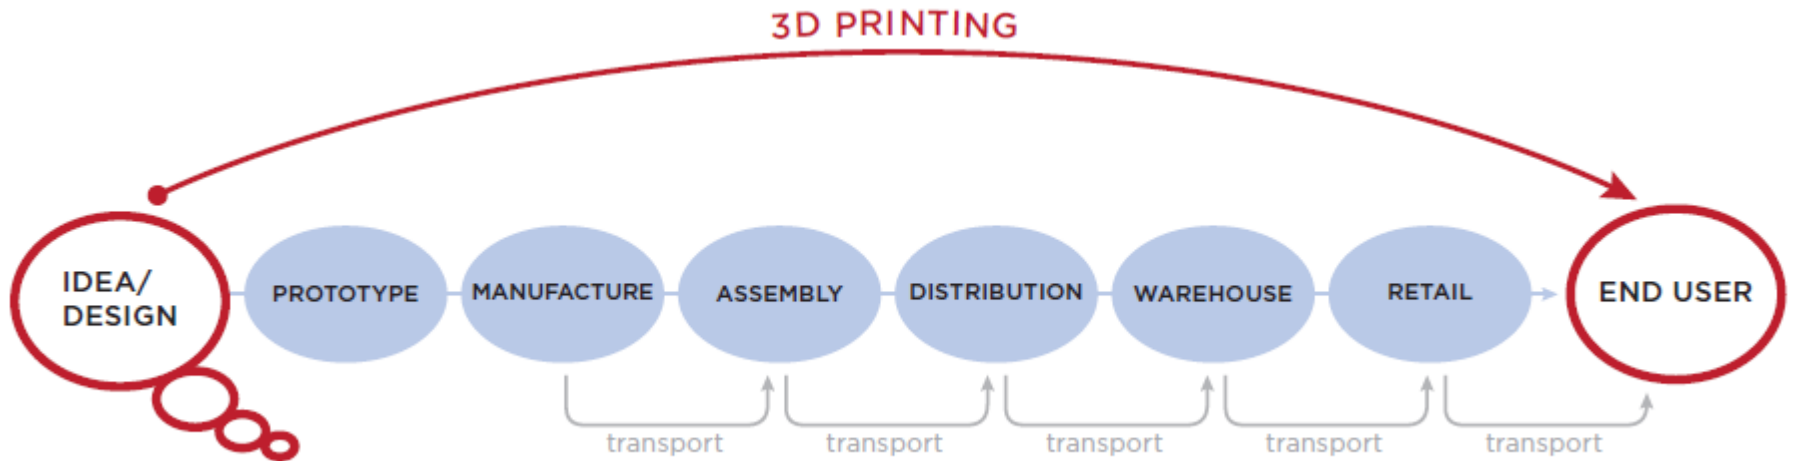 3D PRINTING
IDEA/
DESIGN
PROTOTYPE
MANUFACTURE
ASSEMBLY
DISTRIBUTION
WAREHOUSE
RETAIL
END USER
transport
transport
transport
transport
transport